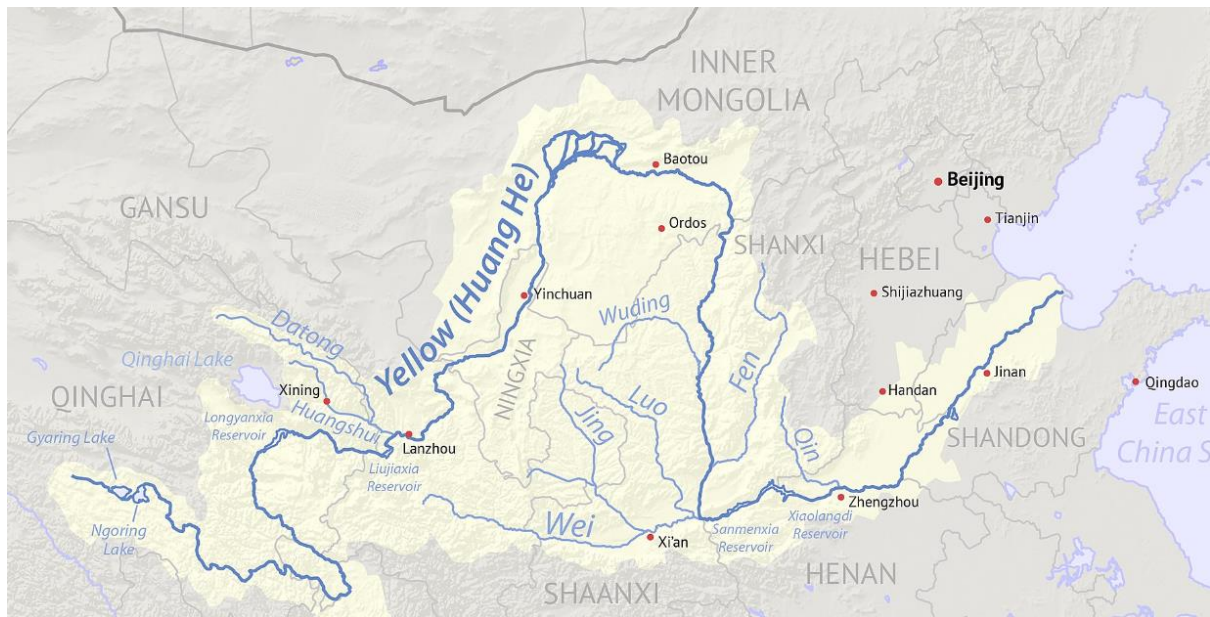 INNER
MONGOLIA
Baotou
Beijing
GANSU
Yellow (Huang He)
Ordos
Tianjin
SHANXI
HEBEI
Yinchuan
Shijiazhuang
Wuding
Datong
Qinghai Lake
NINGXIA
QINGHAI
Xining
Huangshui
Longyanxia
Reservoir
Fen
Jinan
Qingdao
Handan
Luo
Jing
East
China S
Lanzhou
Liujiaxia
Reservoir
Gyaring Lake
SHANDONG
Qin
Ngoring
Lake
Wei
Zhengzhou
Xiaolangdi
Reservoir
Sanmenxia
Reservoir
Xi'an
HENAN
SHAANXI